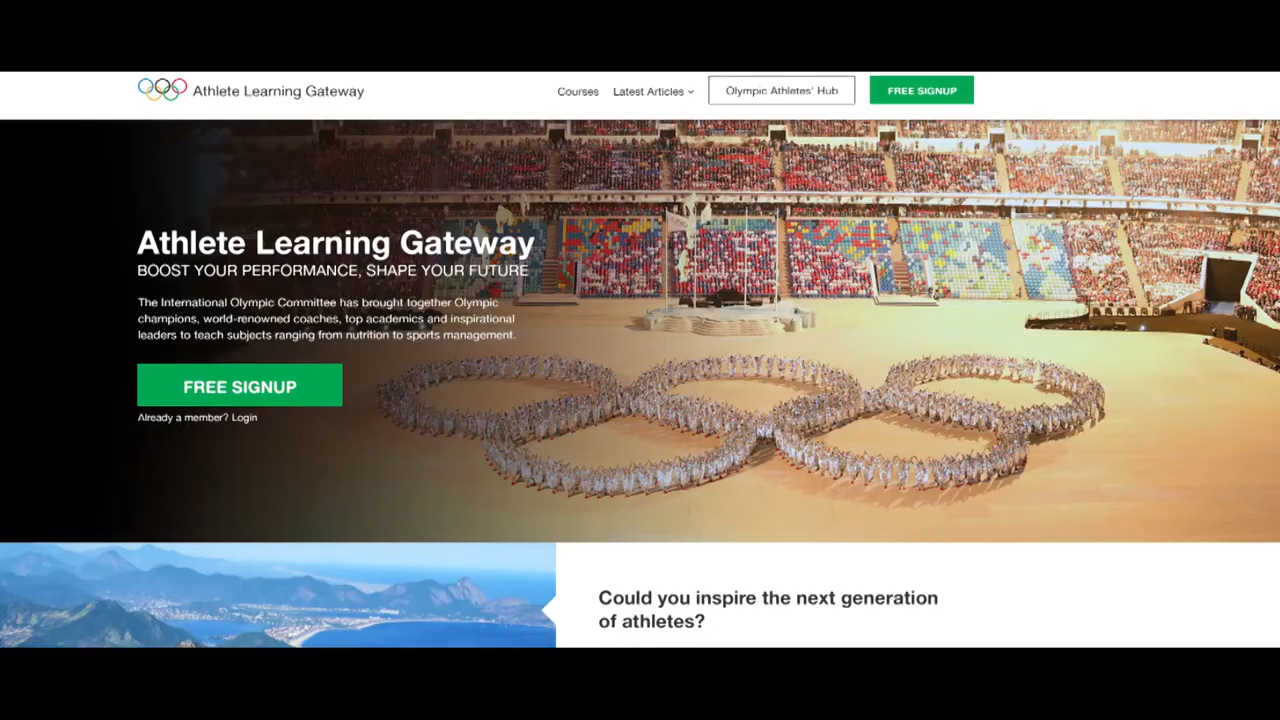 Athlete Learning Gateway
Courses
Latest Articles
Olympic Athletes' Hub
FREE SIGNUP
Athlete Learning Gateway
BOOST YOUR PERFORMANCE, SHAPE YOUR FUTURE
The International Olympic Committee has brought together Olympic
champions, world-renowned coaches, top academics and inspirational
leaders to teach subjects ranging from nutrition to sports management.
FREE SIGNUP
Already a member? Login
Could you inspire the next generation
of athletes?